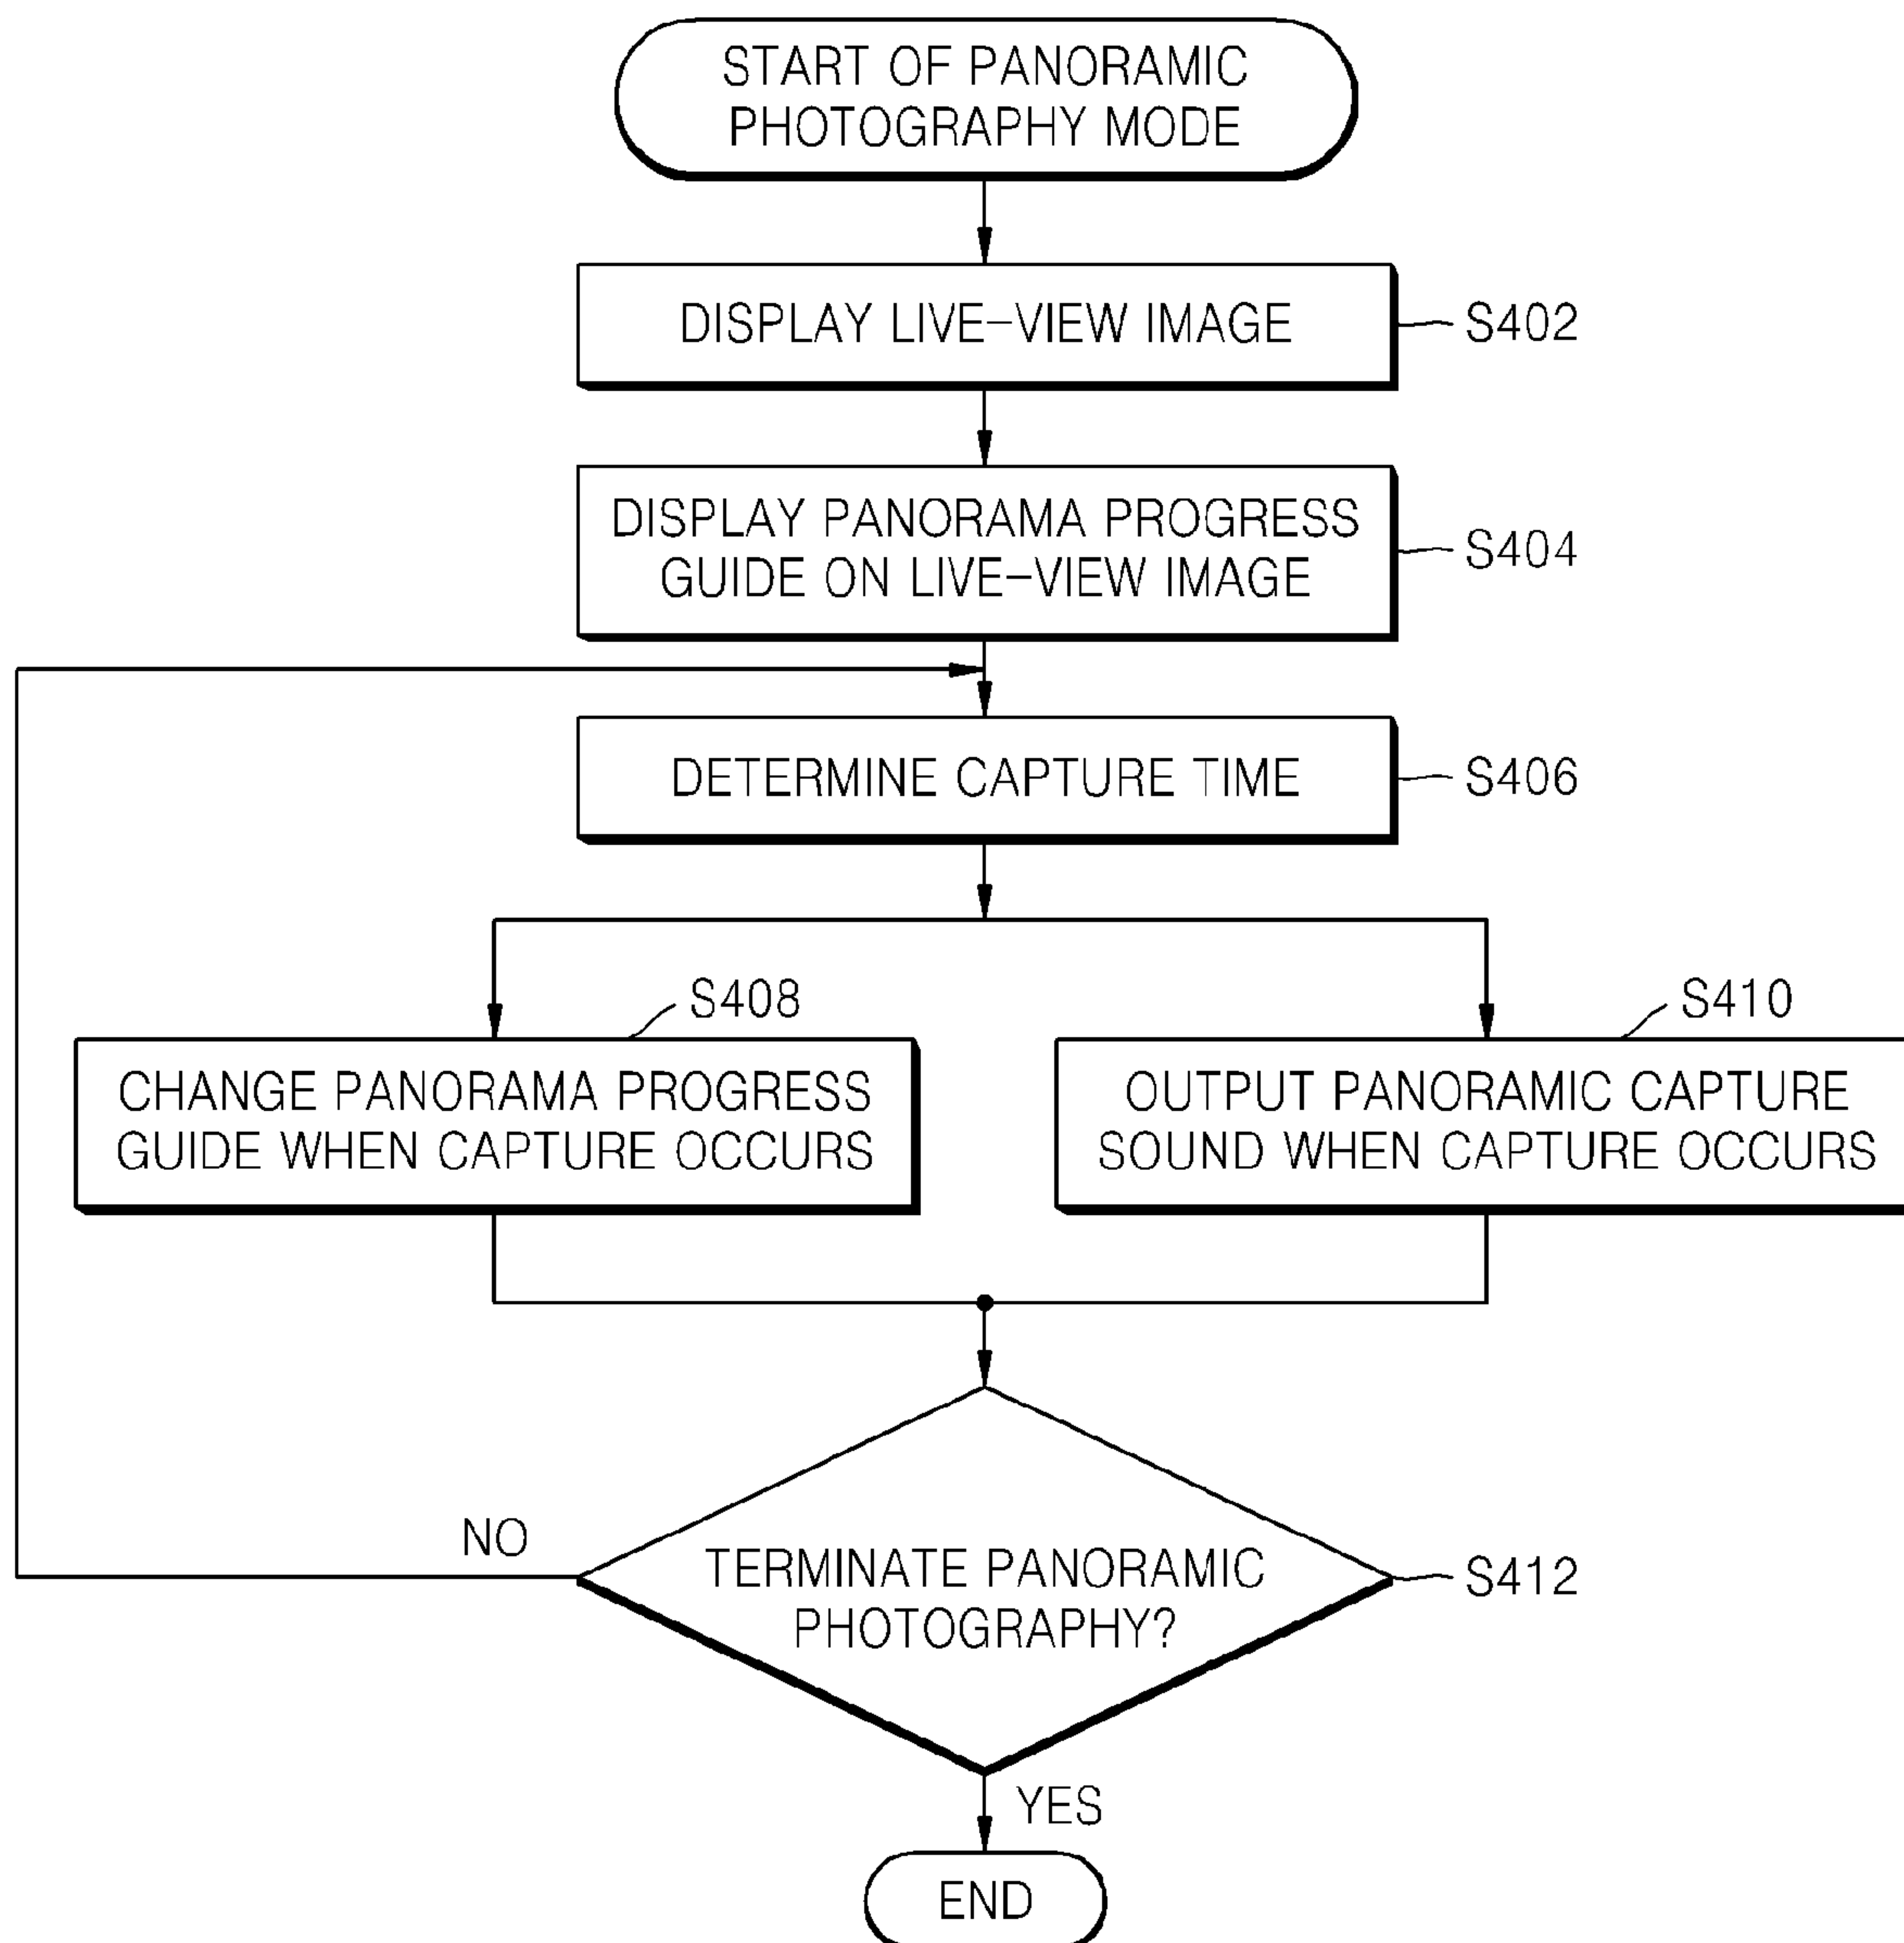 START OF PANORAMIC
PHOTOGRAPHY MODE
DISPLAY LIVE-VIEW IMAGE
S402
DISPLAY PANORAMA PROGRESS
GUIDE ON LIVE-VIEW IMAGE
S404
DETERMINE CAPTURE TIME
S406
S408
CHANGE PANORAMA PROGRESS
GUIDE WHEN CAPTURE OCCURS
S410
OUTPUT PANORAMIC CAPTURE
SOUND WHEN CAPTURE OCCURS
NO
TERMINATE PANORAMIC
PHOTOGRAPHY?
S412
YES
END